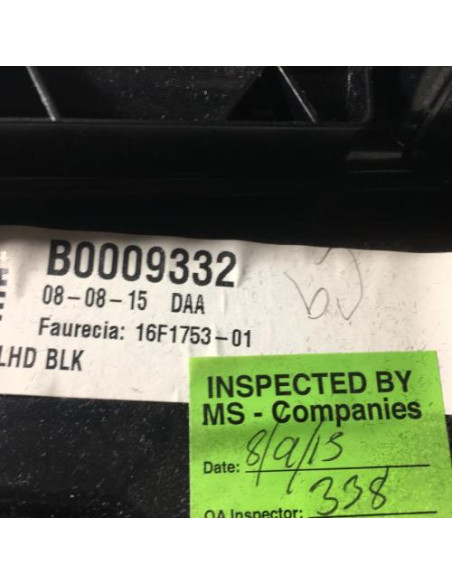 B0009332
08-08-15 DAA
Faurecia: 16F1753-01
LHD BLK
INSPECTED BY
MS - Companies
Date: 8/9/15
QA Inspector: 338